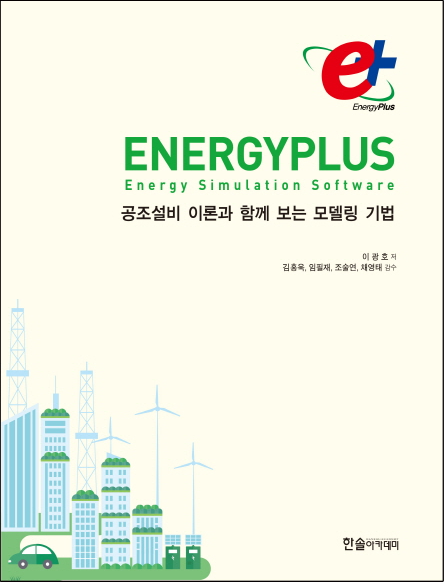 e+
EnergyPlus
ENERGYPLUS
Energy Simulation Software
공조설비 이론과 함께 보는 모델링 기법
이 광 호 저
김홍욱, 임필재, 조술연, 채영태 감수
한솔아카데미